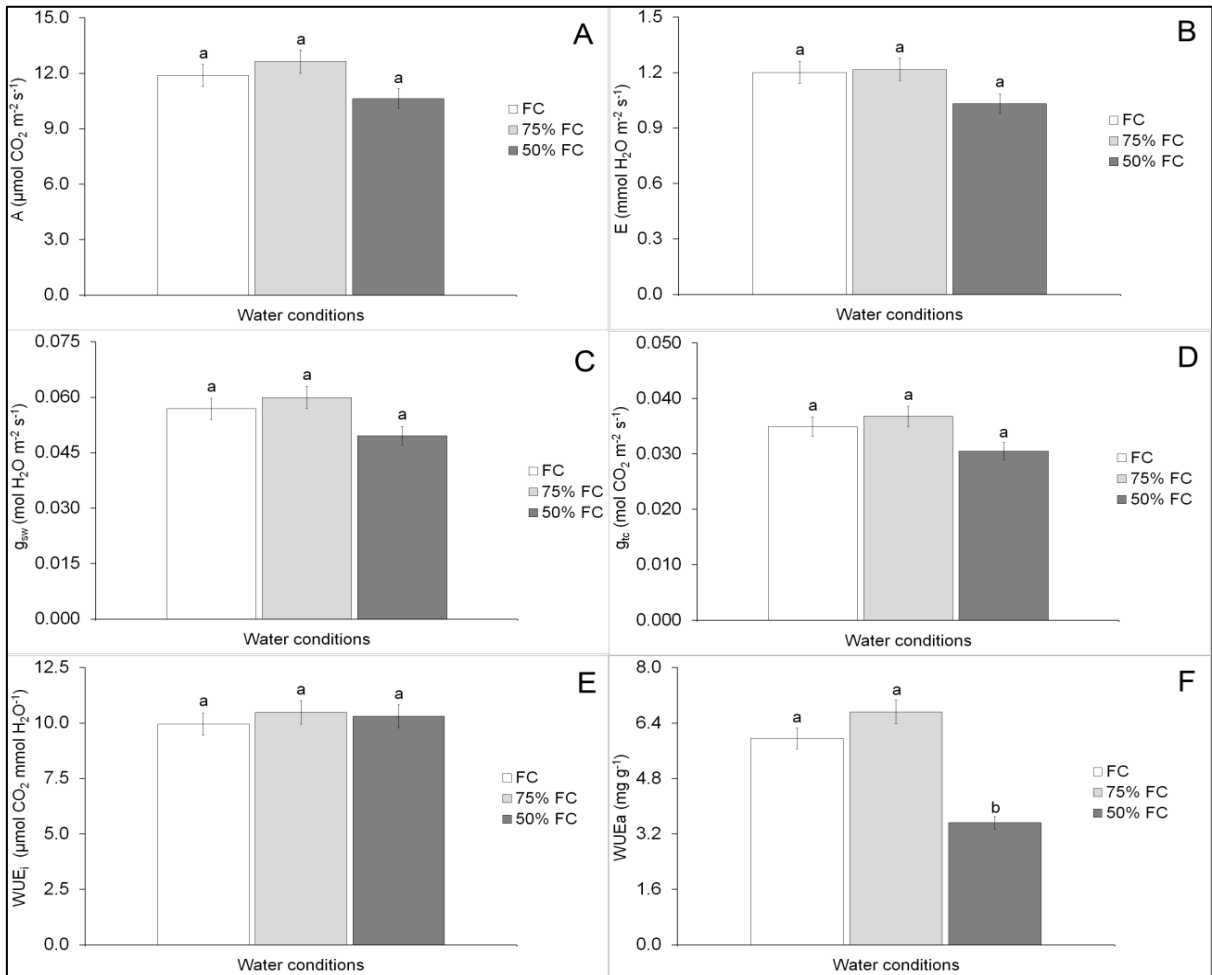 A
15.0
12.0
9.0
6.0
3.0
0.0
A (µmol CO₂ m⁻² s⁻¹)
a
a
a
FC
75% FC
50% FC
Water conditions
B
1.5
1.2
0.9
0.6
0.3
0.0
E (mmol H₂O m⁻² s⁻¹)
a
a
a
FC
75% FC
50% FC
Water conditions
C
0.075
0.060
0.045
0.030
0.015
0.000
g_sw (mol H₂O m⁻² s⁻¹)
a
a
a
FC
75% FC
50% FC
Water conditions
D
0.050
0.040
0.030
0.020
0.010
0.000
g_tc (mol CO₂ m⁻² s⁻¹)
a
a
a
FC
75% FC
50% FC
Water conditions
E
12.5
10.0
7.5
5.0
2.5
0.0
WUEᵢ (µmol CO₂ mmol H₂O⁻¹)
a
a
a
FC
75% FC
50% FC
Water conditions
F
8.0
6.4
4.8
3.2
1.6
0.0
WUEa (mg g⁻¹)
a
a
b
FC
75% FC
50% FC
Water conditions